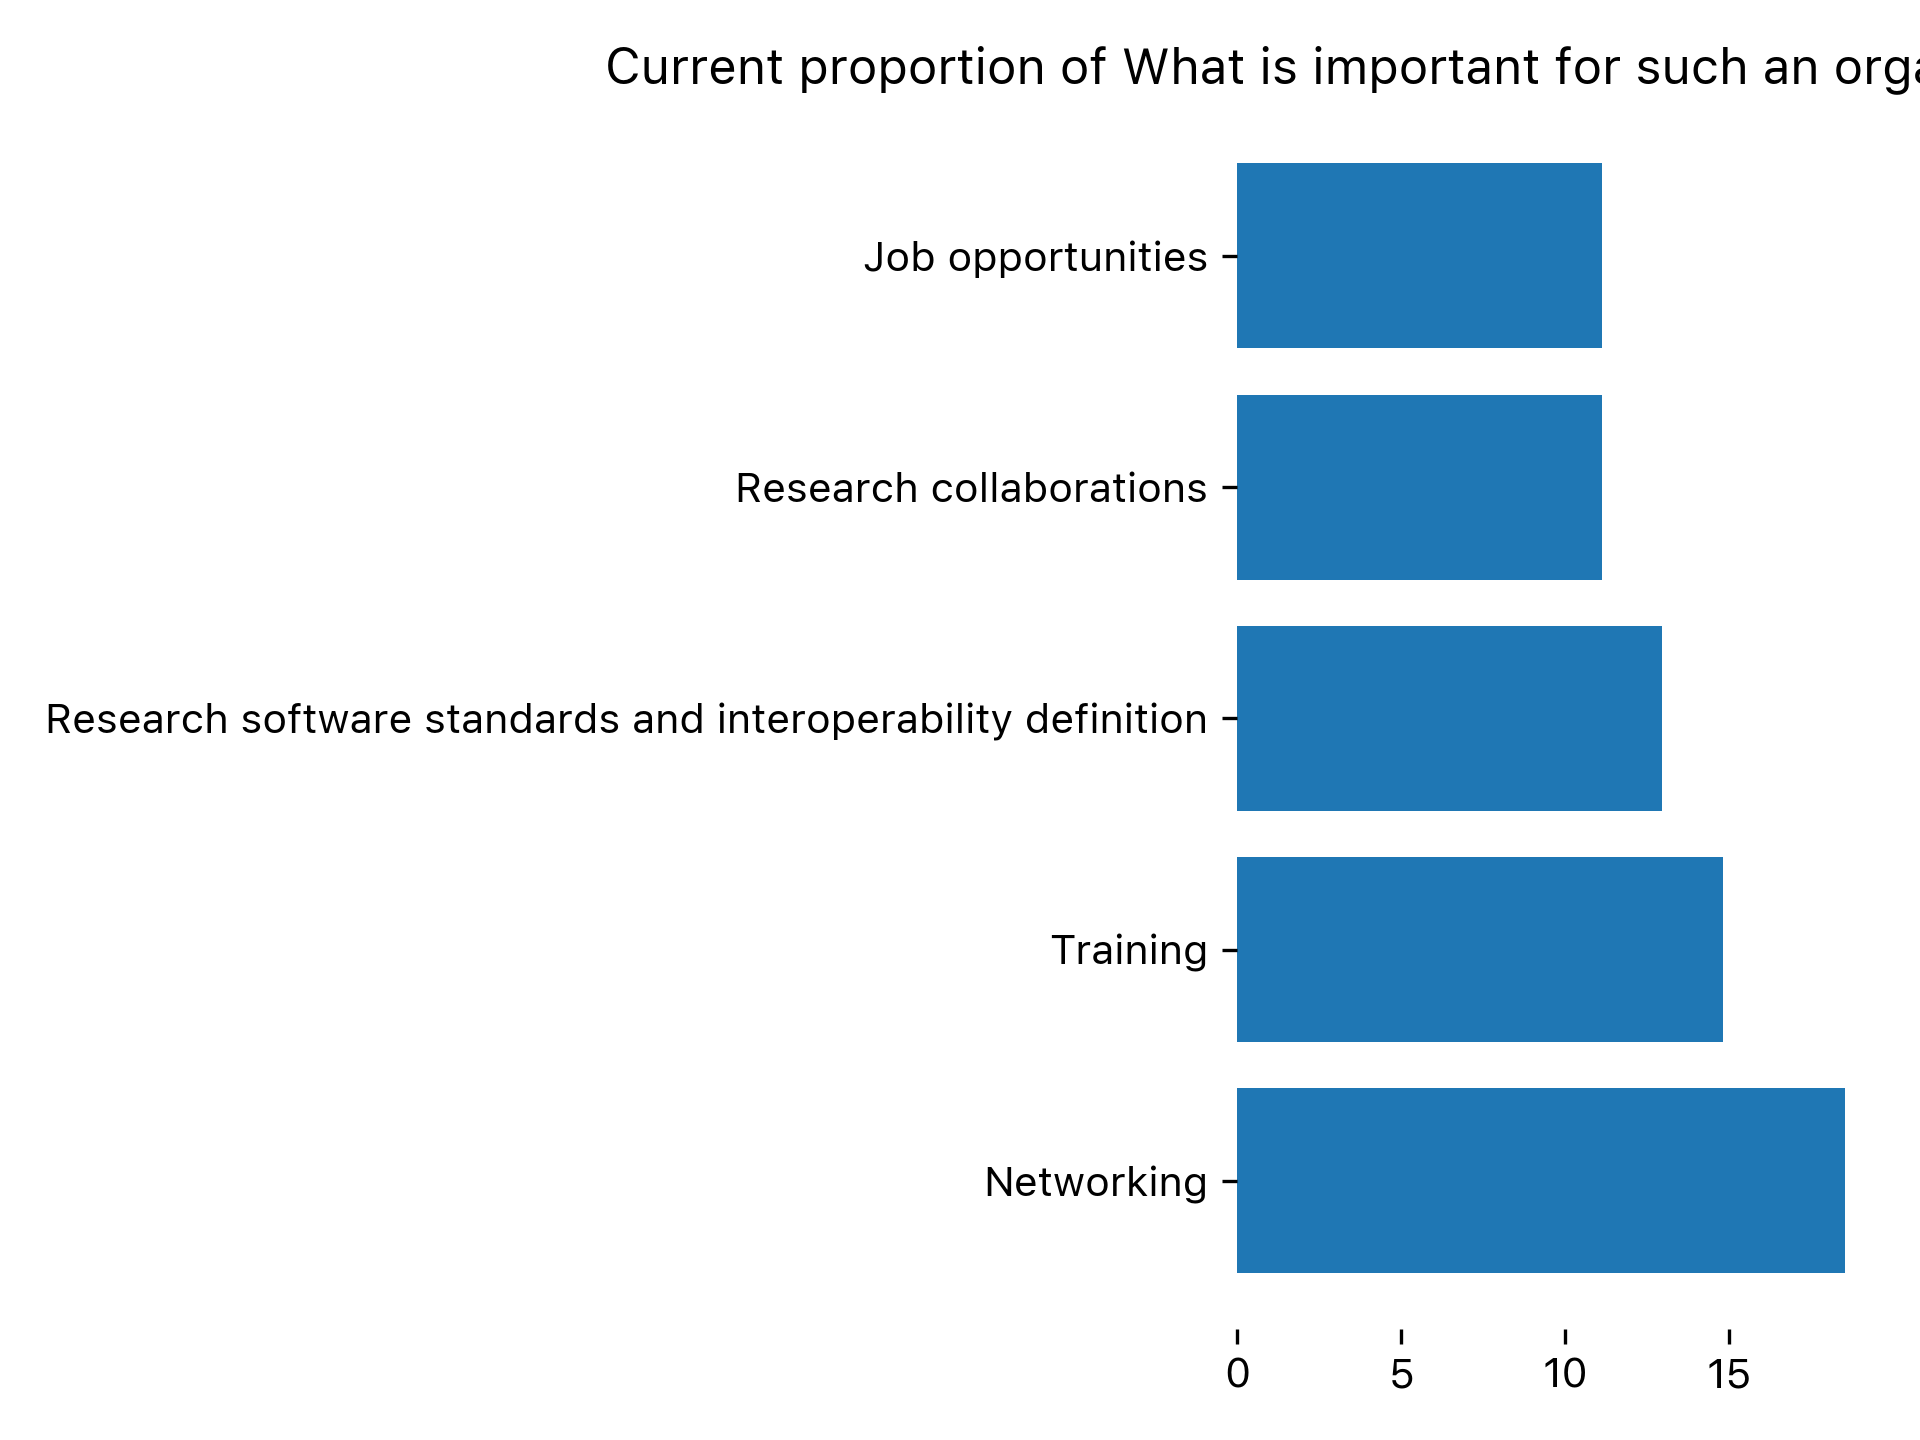 Current proportion of What is important for such an
Job opportunities
Research collaborations
Research software standards and interoperability definition
Training
Networking
0 5 10 15